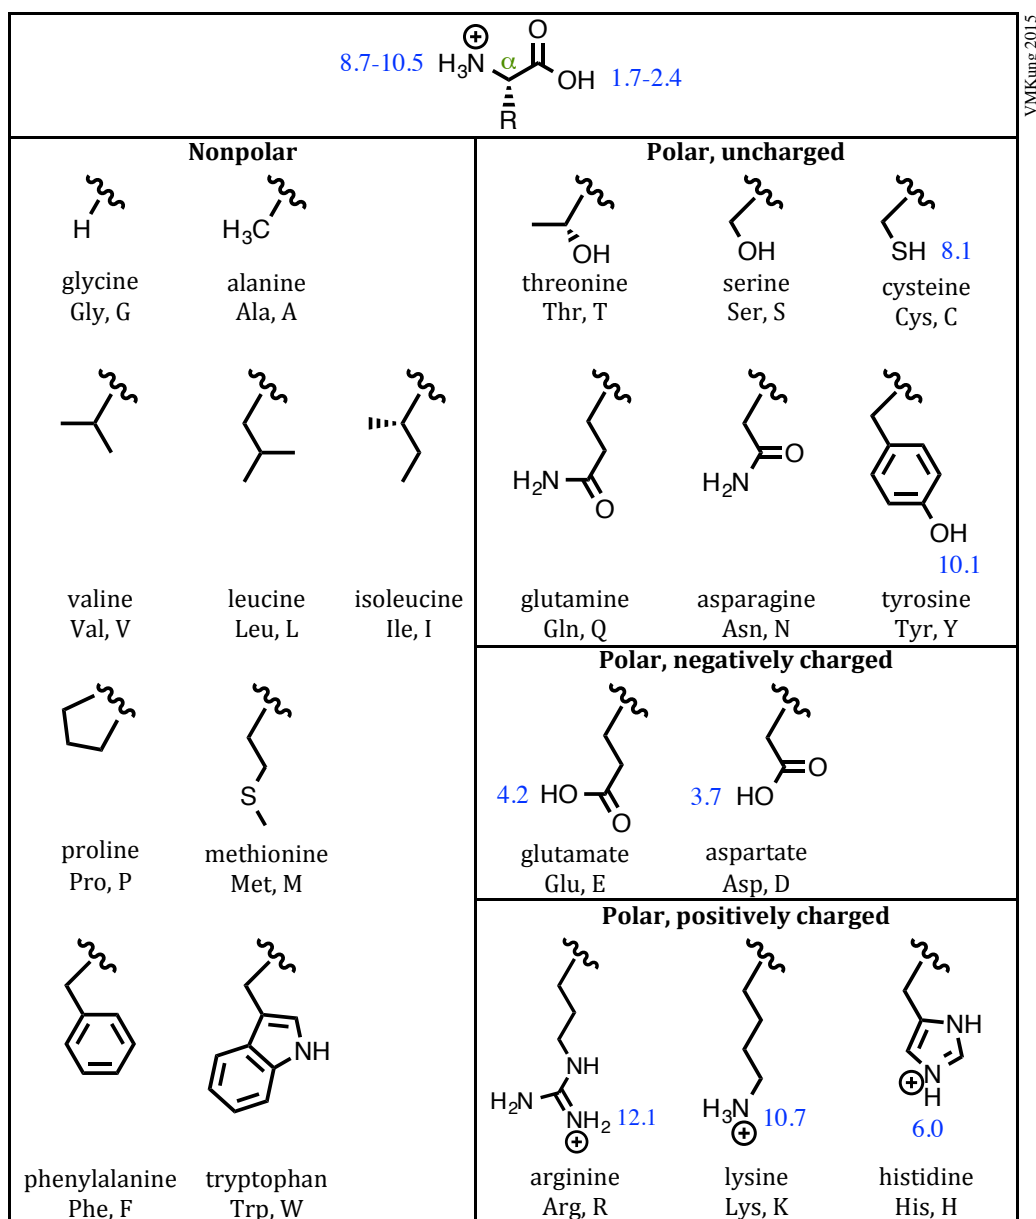 VMKung 2015
O
8.7-10.5 H3N α OH 1.7-2.4
R
Nonpolar
H
H3C
glycine alanine
Gly, G Ala, A
valine leucine isoleucine
Val, V Leu, L Ile, I
S
proline methionine
Pro, P Met, M
NH
phenylalanine tryptophan
Phe, F Trp, W
Polar, uncharged
OH OH SH 8.1
threonine serine cysteine
Thr, T Ser, S Cys, C
H2N O H2N O OH
10.1
glutamine asparagine tyrosine
Gln, Q Asn, N Tyr, Y
Polar, negatively charged
4.2 HO O 3.7 HO O
glutamate aspartate
Glu, E Asp, D
Polar, positively charged
NH NH
H2N NH2 12.1 H3N 10.7 N
H
6.0
arginine lysine histidine
Arg, R Lys, K His, H